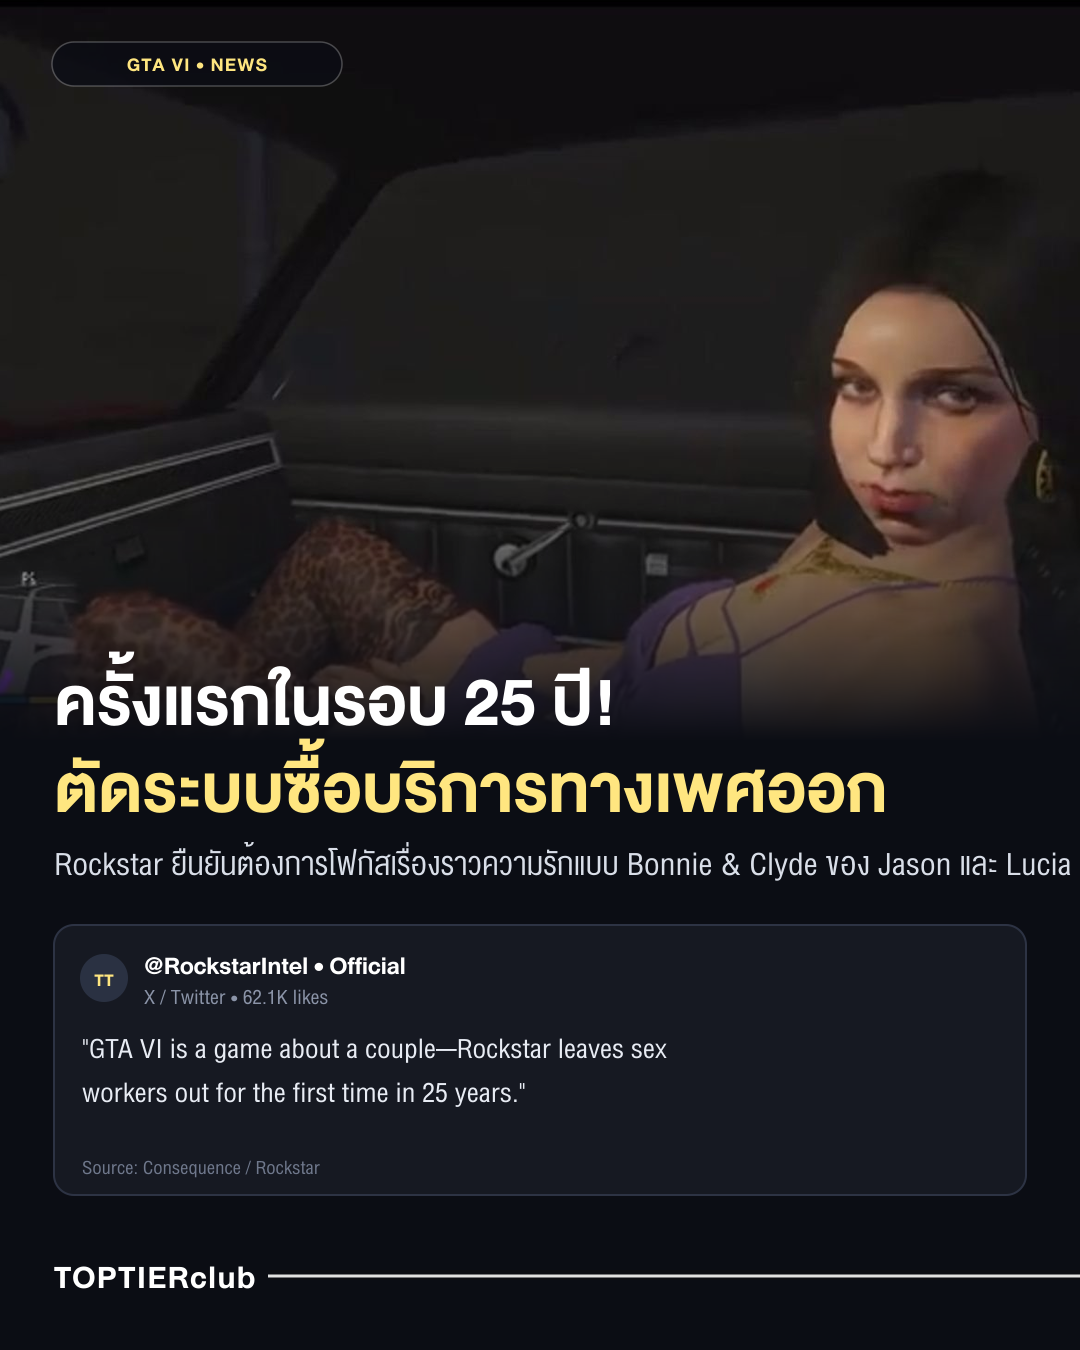 GTA VI • NEWS
ครั้งแรกในรอบ 25 ปี!
ตัดระบบซื้อบริการทางเพศออก
Rockstar ยืนยันต้องการโฟกัสเรื่องราวความรักแบบ Bonnie & Clyde ของ Jason และ Lucia
TT
@RockstarIntel • Official
X / Twitter • 62.1K likes
"GTA VI is a game about a couple—Rockstar leaves sex
workers out for the first time in 25 years."
Source: Consequence / Rockstar
TOPTIERclub